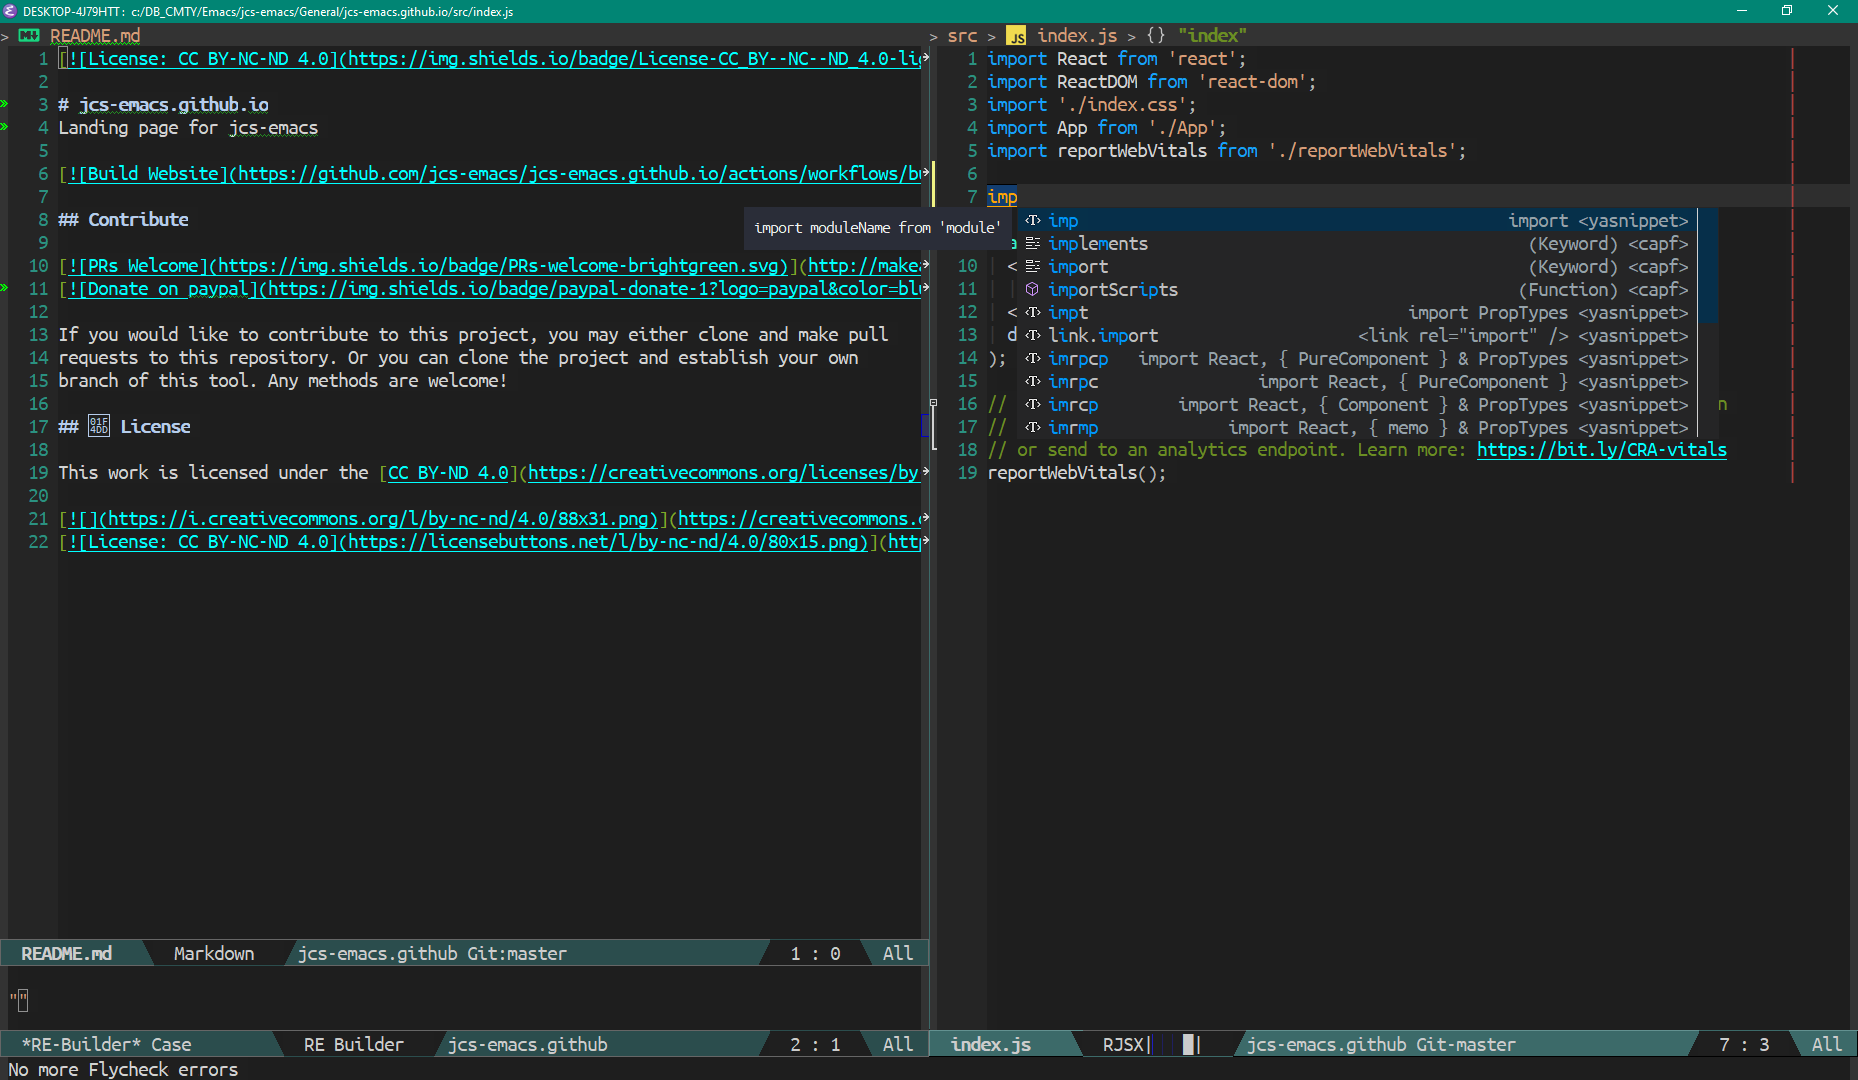 DESKTOP-4J79HTT: c:/DB_CMTY/Emacs/jcs-emacs/General/jcs-emacs.github.io/src/index.js
> README.md
1 [![License: CC BY-NC-ND 4.0](https://img.shields.io/badge/License-CC_BY--NC--ND_4.0-li
2
3 # jcs-emacs.github.io
4 Landing page for jcs-emacs
5
6 [![Build Website](https://github.com/jcs-emacs/jcs-emacs.github.io/actions/workflows/bu
7
8 ## Contribute
9
10 [![PRs Welcome](https://img.shields.io/badge/PRs-welcome-brightgreen.svg)](http://makea
11 [![Donate on paypal](https://img.shields.io/badge/paypal-donate-1?logo=paypal&color=blu
12
13 If you would like to contribute to this project, you may either clone and make pull
14 requests to this repository. Or you can clone the project and establish your own
15 branch of this tool. Any methods are welcome!
16
17 ## 01F4DD License
18
19 This work is licensed under the [CC BY-ND 4.0](https://creativecommons.org/licenses/by
20
21 [![](https://i.creativecommons.org/l/by-nc-nd/4.0/88x31.png)](https://creativecommons.
22 [![License: CC BY-NC-ND 4.0](https://licensebuttons.net/l/by-nc-nd/4.0/80x15.png)](htt
README.md Markdown jcs-emacs.github Git:master 1 : 0 All
""
*RE-Builder* Case RE Builder jcs-emacs.github 2 : 1 All
No more Flycheck errors
> src > JS index.js > {} "index"
1 import React from 'react';
2 import ReactDOM from 'react-dom';
3 import './index.css';
4 import App from './App';
5 import reportWebVitals from './reportWebVitals';
6
7 imp
import moduleName from 'module'
imp import <yasnippet>
a implements (Keyword) <capf>
10 < import (Keyword) <capf>
11 importScripts (Function) <capf>
12 < impt import PropTypes <yasnippet>
13 d link.import <link rel="import" /> <yasnippet>
14 ); imrpcp import React, { PureComponent } & PropTypes <yasnippet>
15 imrpc import React, { PureComponent } <yasnippet>
16 // imrcp import React, { Component } & PropTypes <yasnippet> n
17 // imrmp import React, { memo } & PropTypes <yasnippet>
18 // or send to an analytics endpoint. Learn more: https://bit.ly/CRA-vitals
19 reportWebVitals();
index.js RJSX jcs-emacs.github Git-master 7 : 3 All